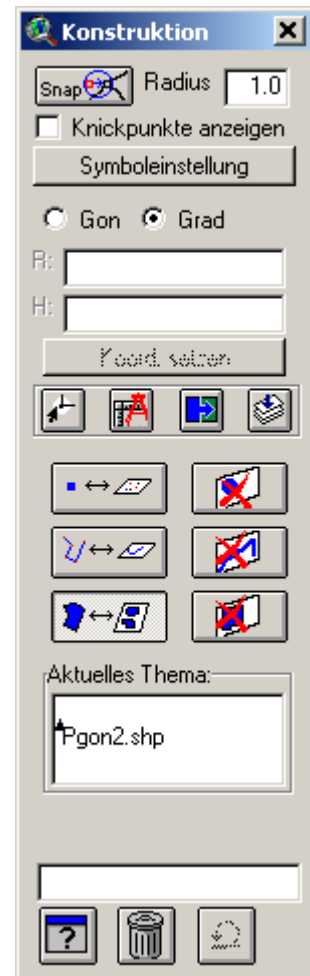 Konstruktion
Snap Radius 1.0
Knickpunkte anzeigen
Symboleinstellung
Gon Grad
R:
H:
Koord. setzen
Aktuelles Thema:
Pgon2.shp
?